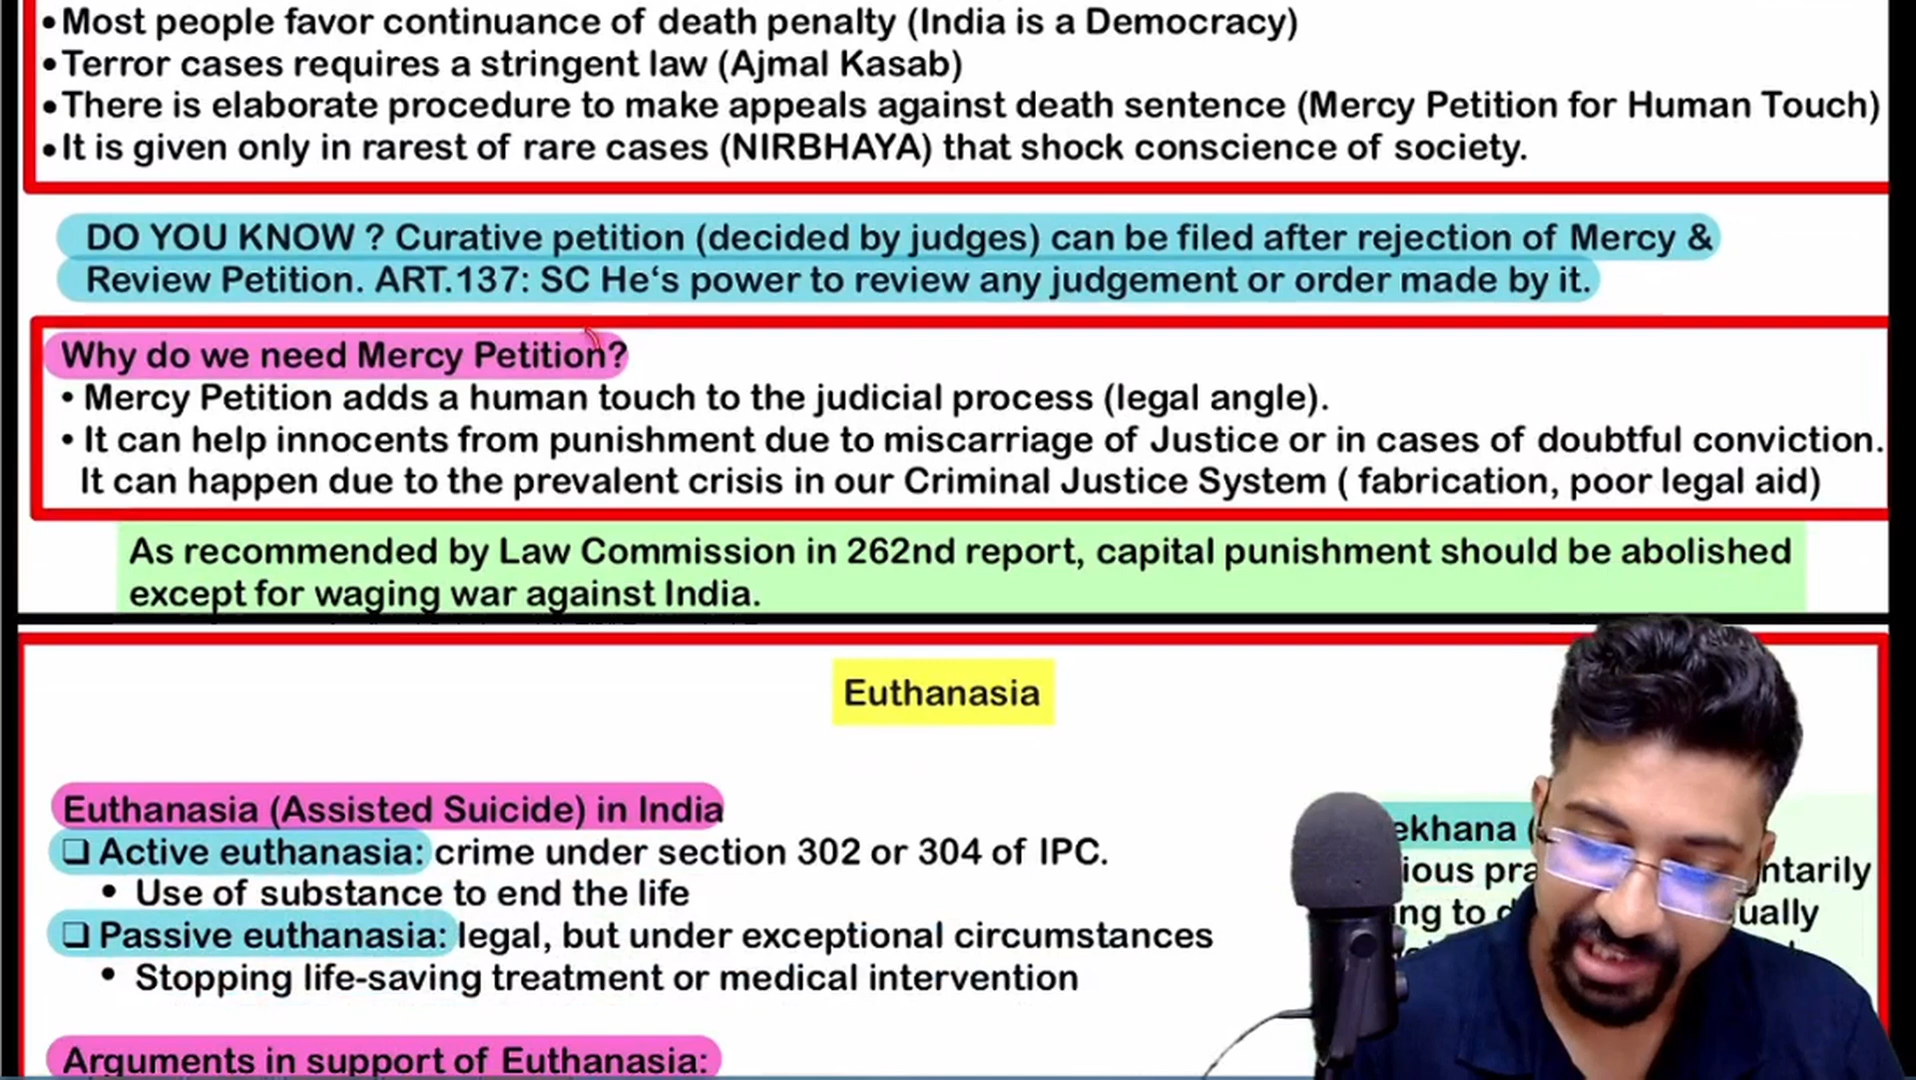 •Most people favor continuance of death penalty (India is a Democracy)
•Terror cases requires a stringent law (Ajmal Kasab)
•There is elaborate procedure to make appeals against death sentence (Mercy Petition for Human Touch)
•It is given only in rarest of rare cases (NIRBHAYA) that shock conscience of society.
DO YOU KNOW ? Curative petition (decided by judges) can be filed after rejection of Mercy &
Review Petition. ART.137: SC He‘s power to review any judgement or order made by it.
Why do we need Mercy Petition?
• Mercy Petition adds a human touch to the judicial process (legal angle).
• It can help innocents from punishment due to miscarriage of Justice or in cases of doubtful conviction.
It can happen due to the prevalent crisis in our Criminal Justice System ( fabrication, poor legal aid)
As recommended by Law Commission in 262nd report, capital punishment should be abolished
except for waging war against India.
Euthanasia
Euthanasia (Assisted Suicide) in India
❑ Active euthanasia: crime under section 302 or 304 of IPC.
• Use of substance to end the life
❑ Passive euthanasia: legal, but under exceptional circumstances
• Stopping life-saving treatment or medical intervention
Arguments in support of Euthanasia: